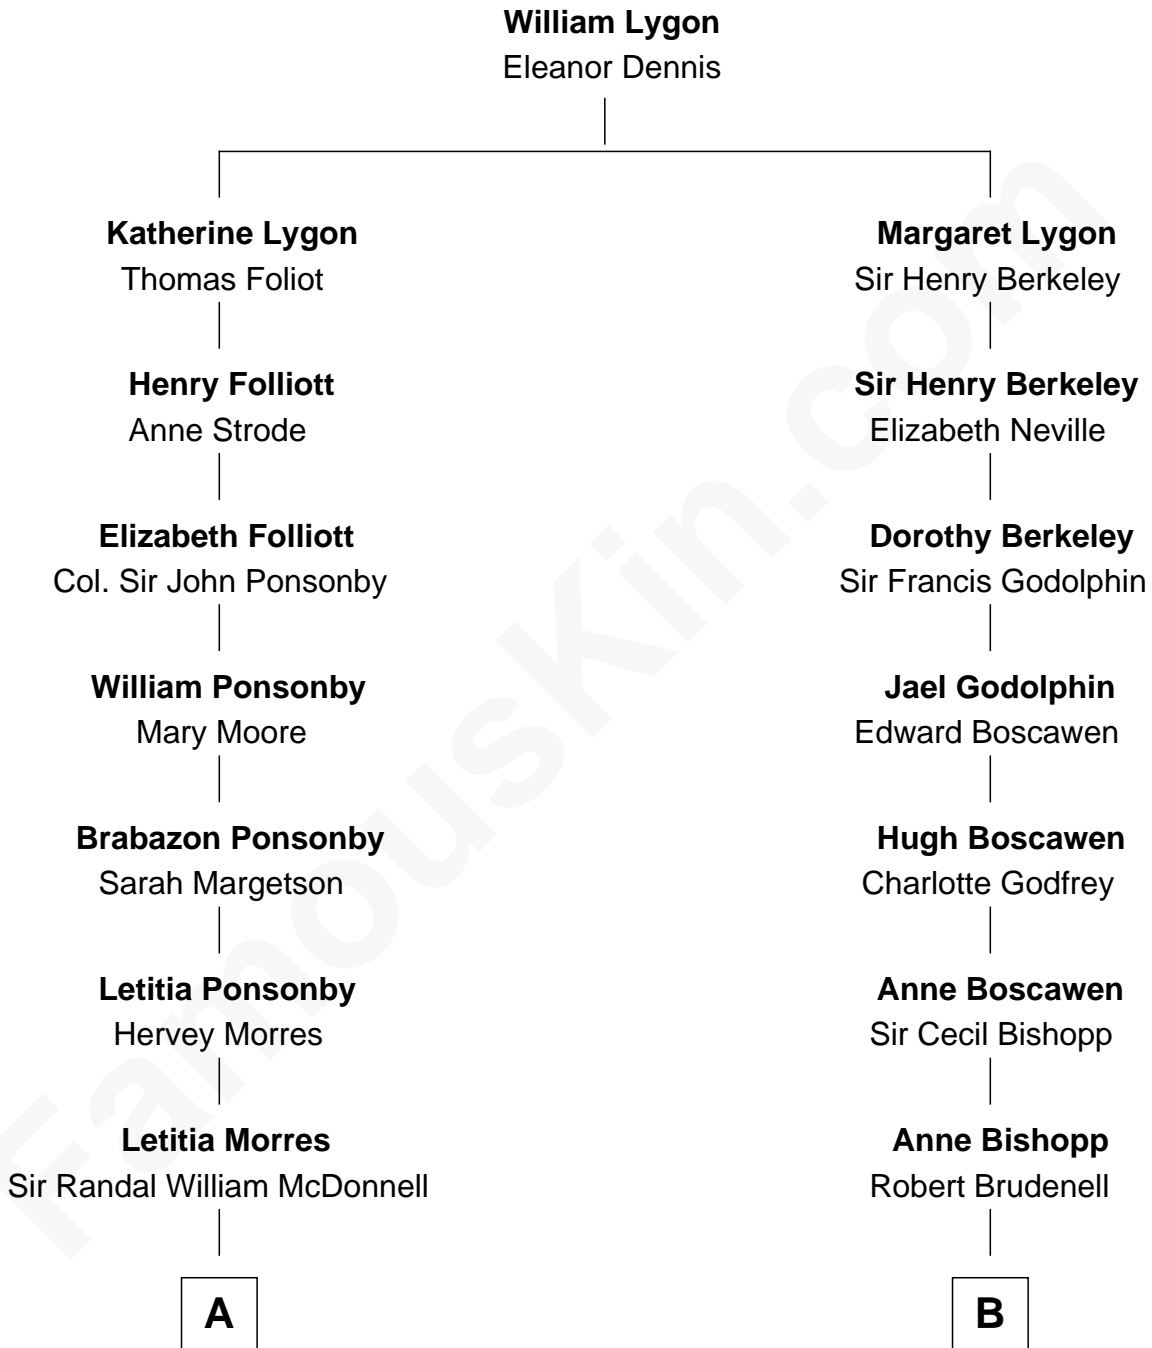 William Lygon
Eleanor Dennis
Katherine Lygon
Thomas Foliot
Margaret Lygon
Sir Henry Berkeley
Henry Folliott
Anne Strode
Sir Henry Berkeley
Elizabeth Neville
Elizabeth Folliott
Col. Sir John Ponsonby
Dorothy Berkeley
Sir Francis Godolphin
William Ponsonby
Mary Moore
Jael Godolphin
Edward Boscawen
Brabazon Ponsonby
Sarah Margetson
Hugh Boscawen
Charlotte Godfrey
Letitia Ponsonby
Hervey Morres
Anne Boscawen
Sir Cecil Bishopp
Letitia Morres
Sir Randal William McDonnell
Anne Bishopp
Robert Brudenell
A
B
FamousKin.com